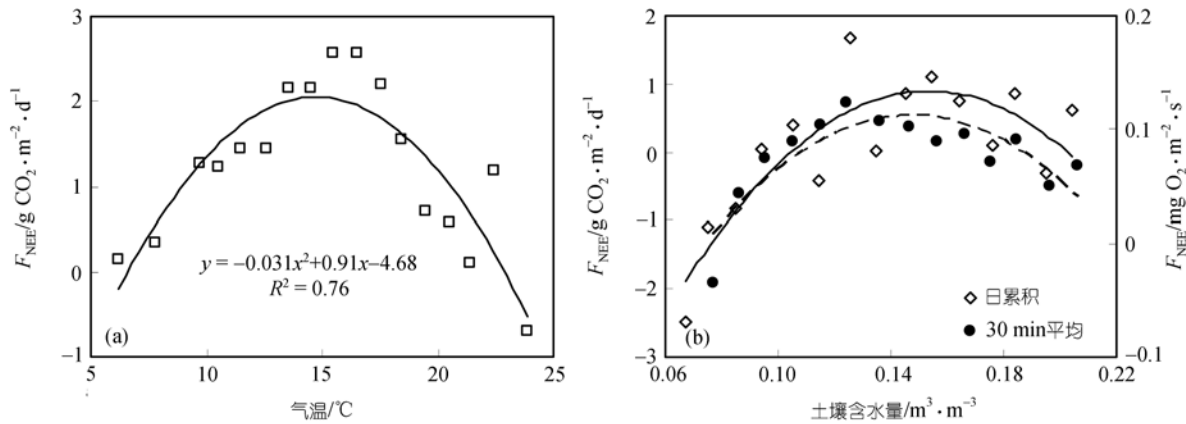 3
2
1
0
−1
F_NEE/g CO₂·m⁻²·d⁻¹
(a)
y = −0.031x²+0.91x−4.68
R² = 0.76
5
10
15
20
25
气温/℃
2
1
0
−1
−2
−3
F_NEE/g CO₂·m⁻²·d⁻¹
(b)
日累积
30 min平均
0.2
0.1
0
−0.1
F_NEE/mg O₂·m⁻²·s⁻¹
0.06
0.10
0.14
0.18
0.22
土壤含水量/m³·m⁻³